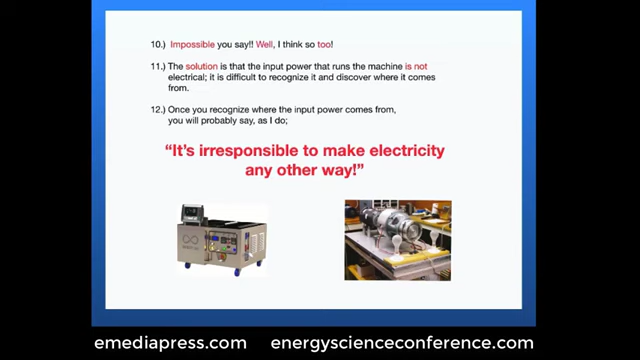 10.) Impossible you say!! Well, I think so too!
11.) The solution is that the input power that runs the machine is not
electrical; it is difficult to recognize it and discover where it comes
from.
12.) Once you recognize where the input power comes from,
you will probably say, as I do;
“It’s irresponsible to make electricity
any other way!”
emediapress.com energyscienceconference.com